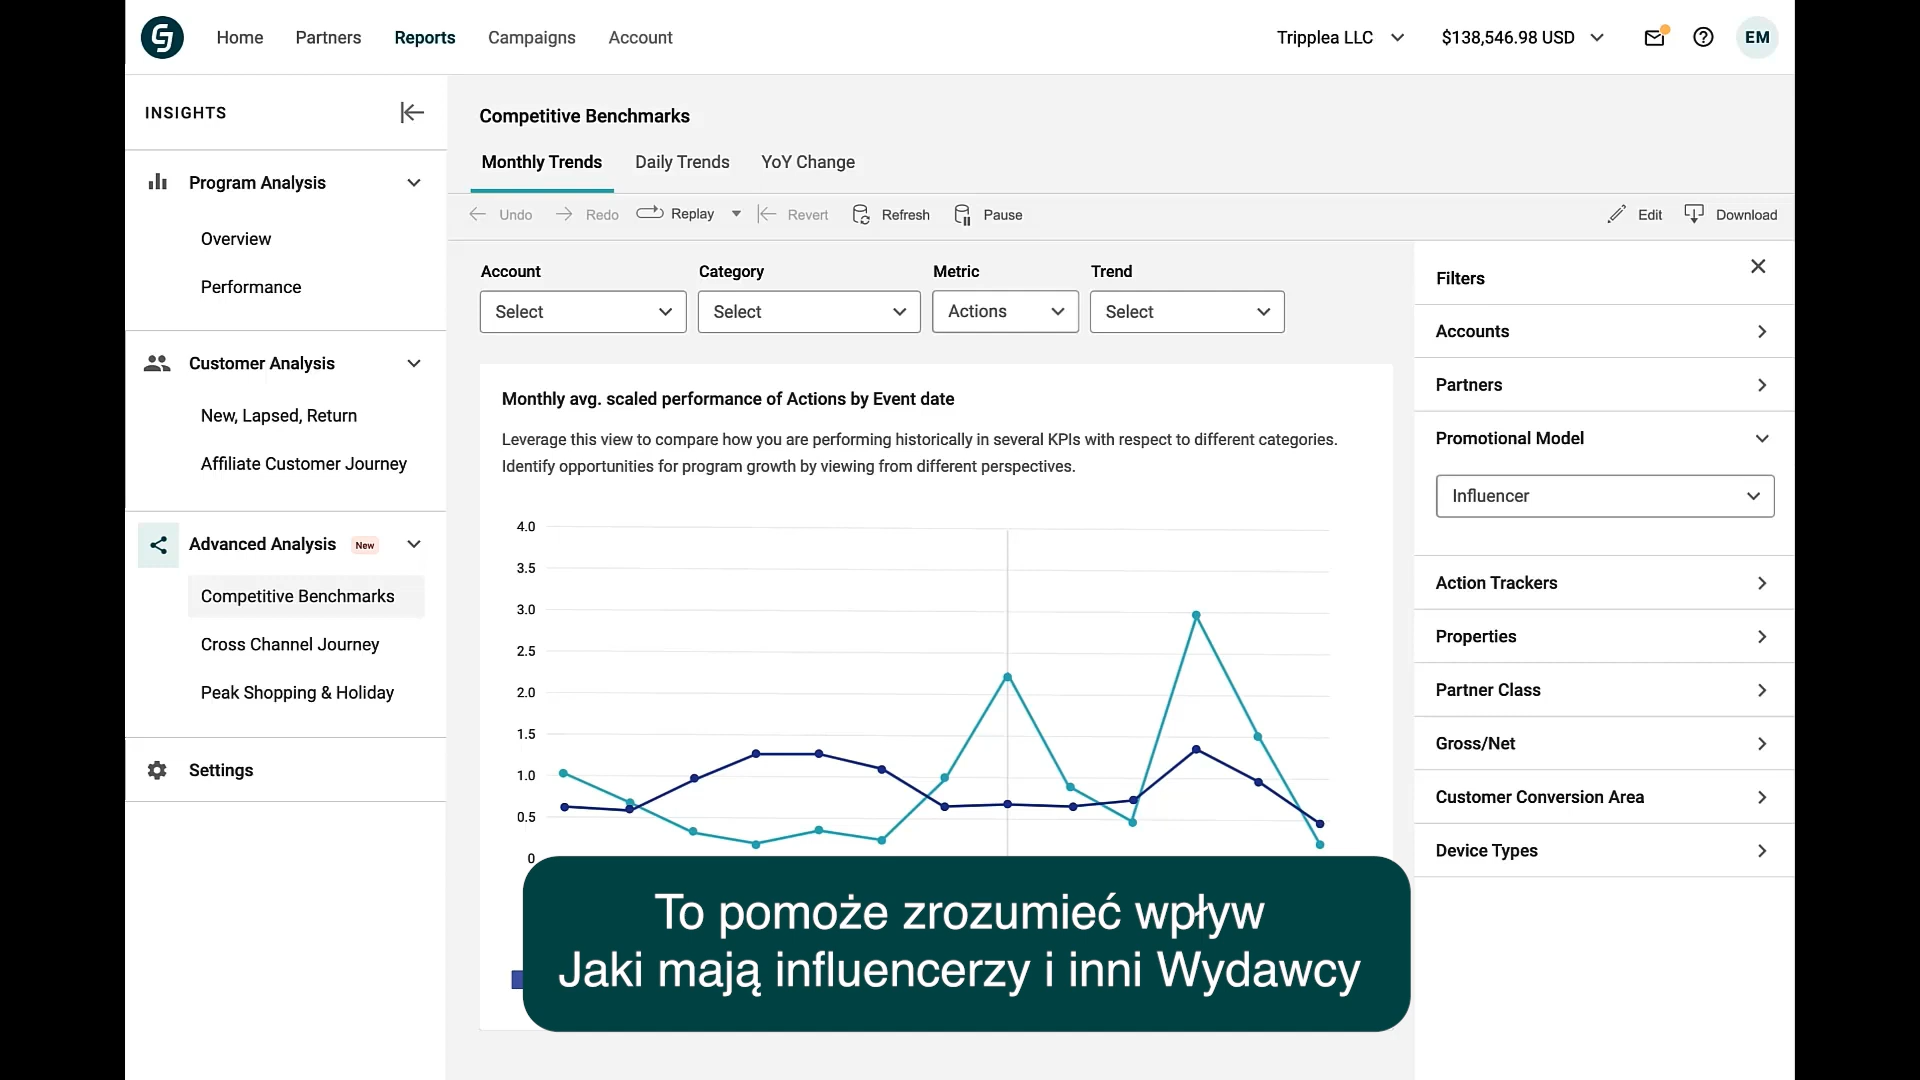 Home
Partners
Reports
Campaigns
Account
Tripplea LLC
$138,546.98 USD
EM
INSIGHTS
Program Analysis
Overview
Performance
Customer Analysis
New, Lapsed, Return
Affiliate Customer Journey
Advanced Analysis New
Competitive Benchmarks
Cross Channel Journey
Peak Shopping & Holiday
Settings
Competitive Benchmarks
Monthly Trends
Daily Trends
YoY Change
Undo
Redo
Replay
Revert
Refresh
Pause
Edit
Download
Account
Category
Metric
Trend
Select
Select
Actions
Select
Monthly avg. scaled performance of Actions by Event date
Leverage this view to compare how you are performing historically in several KPIs with respect to different categories.
Identify opportunities for program growth by viewing from different perspectives.
4.0
3.5
3.0
2.5
2.0
1.5
1.0
0.5
0
Filters
Accounts
Partners
Promotional Model
Influencer
Action Trackers
Properties
Partner Class
Gross/Net
Customer Conversion Area
Device Types
To pomoże zrozumieć wpływ
Jaki mają influencerzy i inni Wydawcy